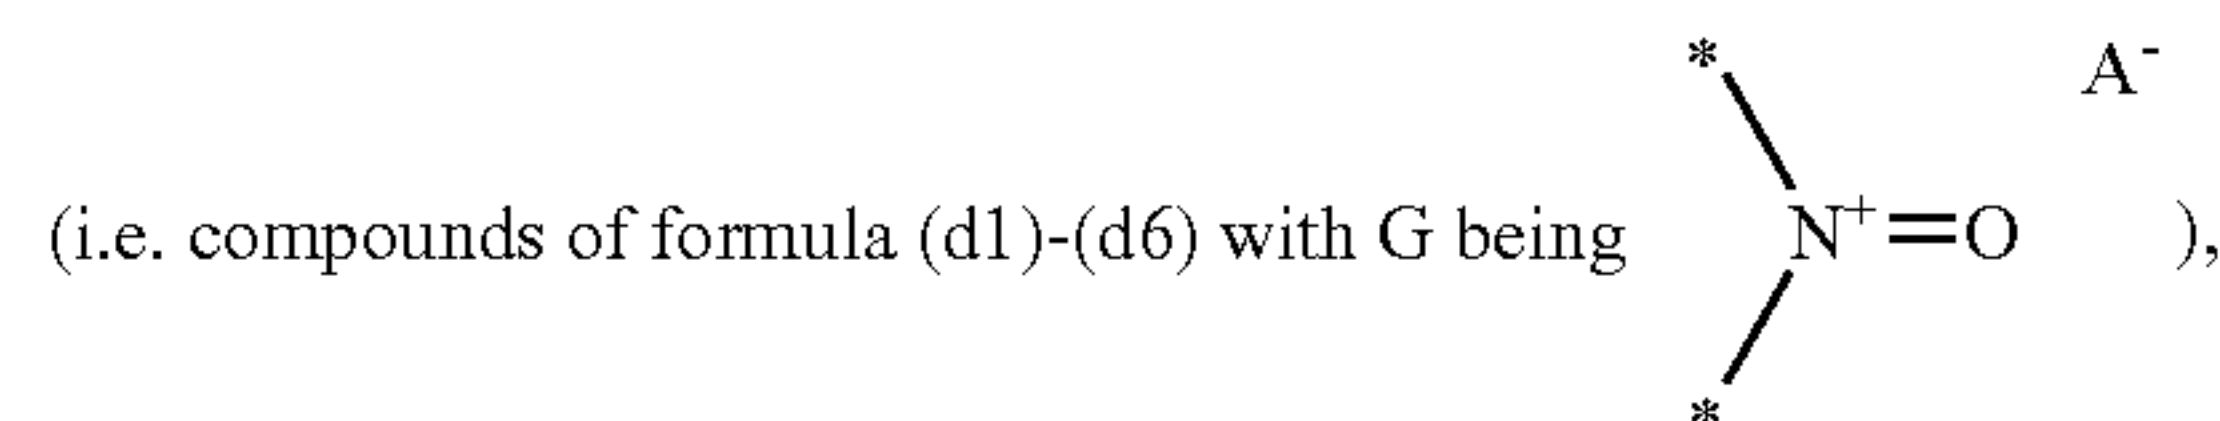 * A⁻
(i.e. compounds of formula (d1)-(d6) with G being N⁺=O ),
*